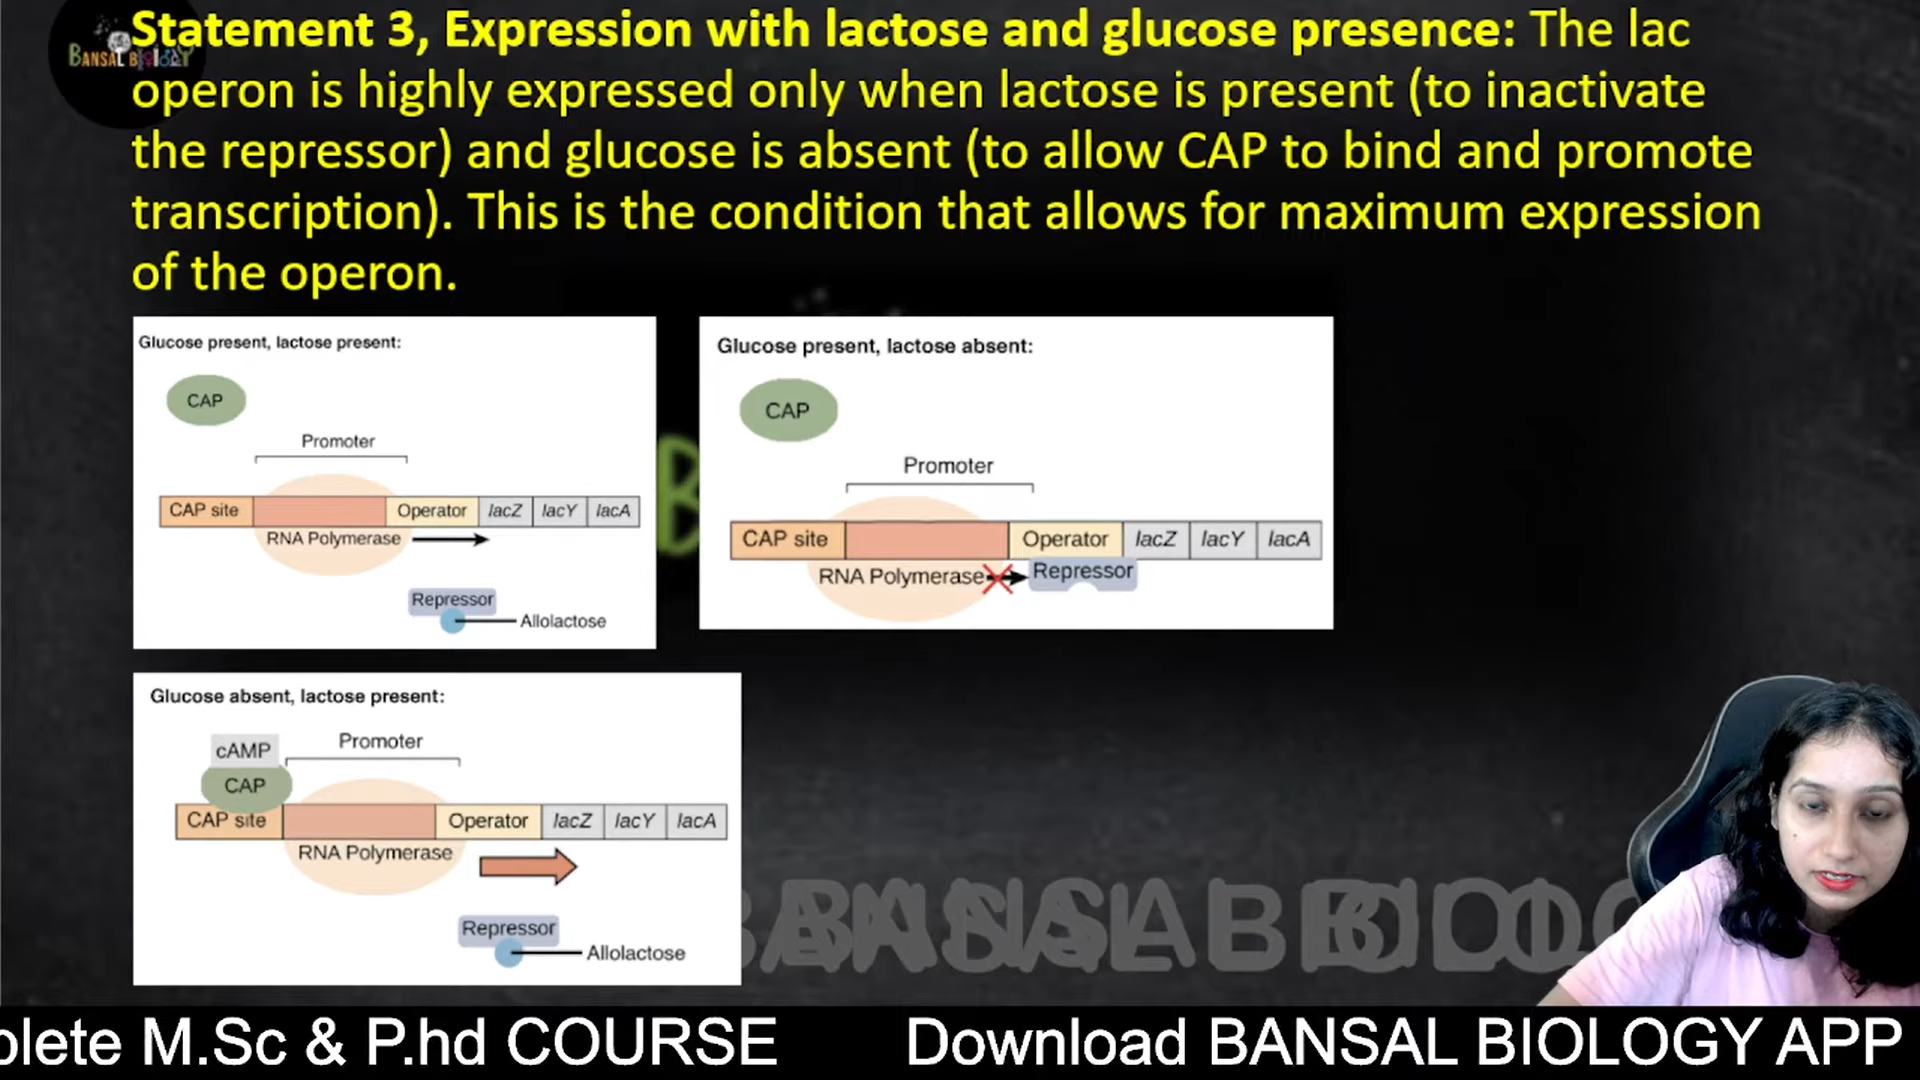 Statement 3, Expression with lactose and glucose presence: The lac
BANSAL BIOLOGY
operon is highly expressed only when lactose is present (to inactivate
the repressor) and glucose is absent (to allow CAP to bind and promote
transcription). This is the condition that allows for maximum expression
of the operon.
Glucose present, lactose present:
CAP
Promoter
CAP site Operator lacZ lacY lacA
RNA Polymerase
Repressor
Allolactose
Glucose present, lactose absent:
CAP
Promoter
CAP site Operator lacZ lacY lacA
RNA Polymerase Repressor
Glucose absent, lactose present:
cAMP
Promoter
CAP
CAP site Operator lacZ lacY lacA
RNA Polymerase
Repressor
Allolactose
plete M.Sc & P.hd COURSE Download BANSAL BIOLOGY APP